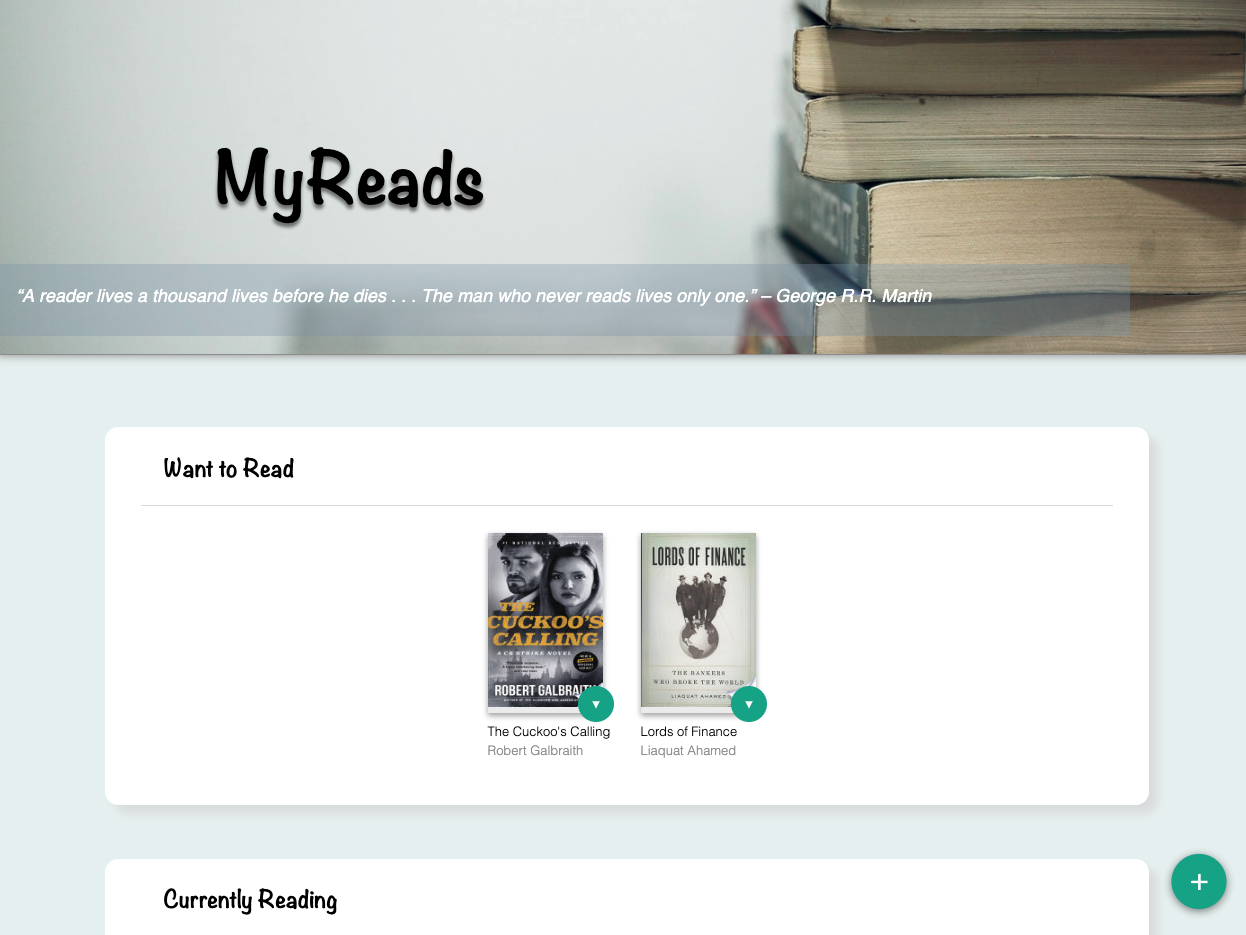 MyReads
“A reader lives a thousand lives before he dies . . . The man who never reads lives only one.” – George R.R. Martin
Want to Read
#1 NATIONAL BESTSELLER
THE
CUCKOO'S
CALLING
A CB STRIKE NOVEL
ROBERT GALBRAITH
LORDS OF FINANCE
THE BANKERS
WHO BROKE THE WORLD
LIAQUAT AHAMED
The Cuckoo's Calling
Robert Galbraith
Lords of Finance
Liaquat Ahamed
Currently Reading
+